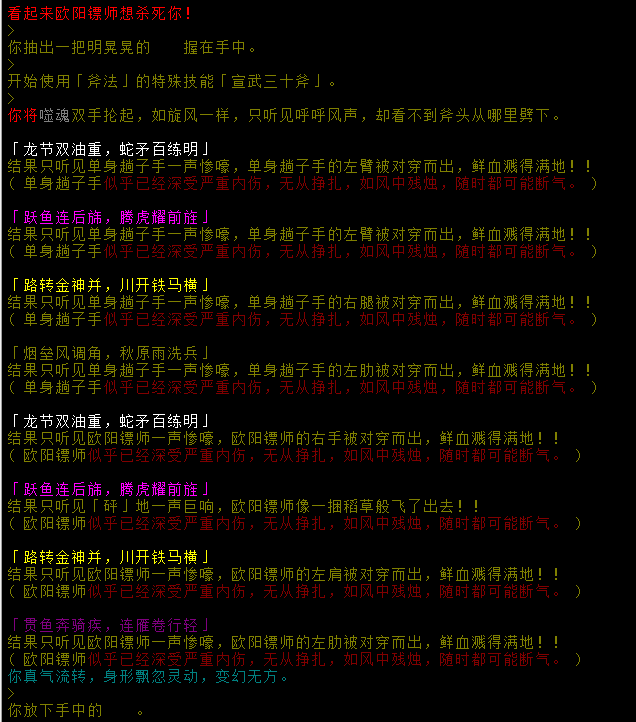 看起来欧阳镖师想杀死你!
>
你抽出一把明晃晃的 握在手中。
>
开始使用「斧法」的特殊技能「宣武三十斧」。
>
你将噬魂双手抡起，如旋风一样，只听见呼呼风声，却看不到斧头从哪里劈下。
「龙节双油重，蛇矛百练明」
结果只听见单身趟子手一声惨嚎，单身趟子手的左臂被对穿而出，鲜血溅得满地！！
( 单身趟子手似乎已经深受严重内伤，无从挣扎，如风中残烛，随时都可能断气。 )
「跃鱼连后旆，腾虎耀前旌」
结果只听见单身趟子手一声惨嚎，单身趟子手的左臂被对穿而出，鲜血溅得满地！！
( 单身趟子手似乎已经深受严重内伤，无从挣扎，如风中残烛，随时都可能断气。 )
「路转金神并，川开铁马横」
结果只听见单身趟子手一声惨嚎，单身趟子手的右腿被对穿而出，鲜血溅得满地！！
( 单身趟子手似乎已经深受严重内伤，无从挣扎，如风中残烛，随时都可能断气。 )
「烟垒风调角，秋原雨洗兵」
结果只听见单身趟子手一声惨嚎，单身趟子手的左肋被对穿而出，鲜血溅得满地！！
( 单身趟子手似乎已经深受严重内伤，无从挣扎，如风中残烛，随时都可能断气。 )
「龙节双油重，蛇矛百练明」
结果只听见欧阳镖师一声惨嚎，欧阳镖师的右手被对穿而出，鲜血溅得满地！！
( 欧阳镖师似乎已经深受严重内伤，无从挣扎，如风中残烛，随时都可能断气。 )
「跃鱼连后旆，腾虎耀前旌」
结果只听见「砰」地一声巨响，欧阳镖师像一捆稻草般飞了出去！！
( 欧阳镖师似乎已经深受严重内伤，无从挣扎，如风中残烛，随时都可能断气。 )
「路转金神并，川开铁马横」
结果只听见欧阳镖师一声惨嚎，欧阳镖师的左肩被对穿而出，鲜血溅得满地！！
( 欧阳镖师似乎已经深受严重内伤，无从挣扎，如风中残烛，随时都可能断气。 )
「贯鱼奔骑疾，连雁卷行轻」
结果只听见欧阳镖师一声惨嚎，欧阳镖师的左肋被对穿而出，鲜血溅得满地！！
( 欧阳镖师似乎已经深受严重内伤，无从挣扎，如风中残烛，随时都可能断气。 )
你真气流转，身形飘忽灵动，变幻无方。
>
你放下手中的 。